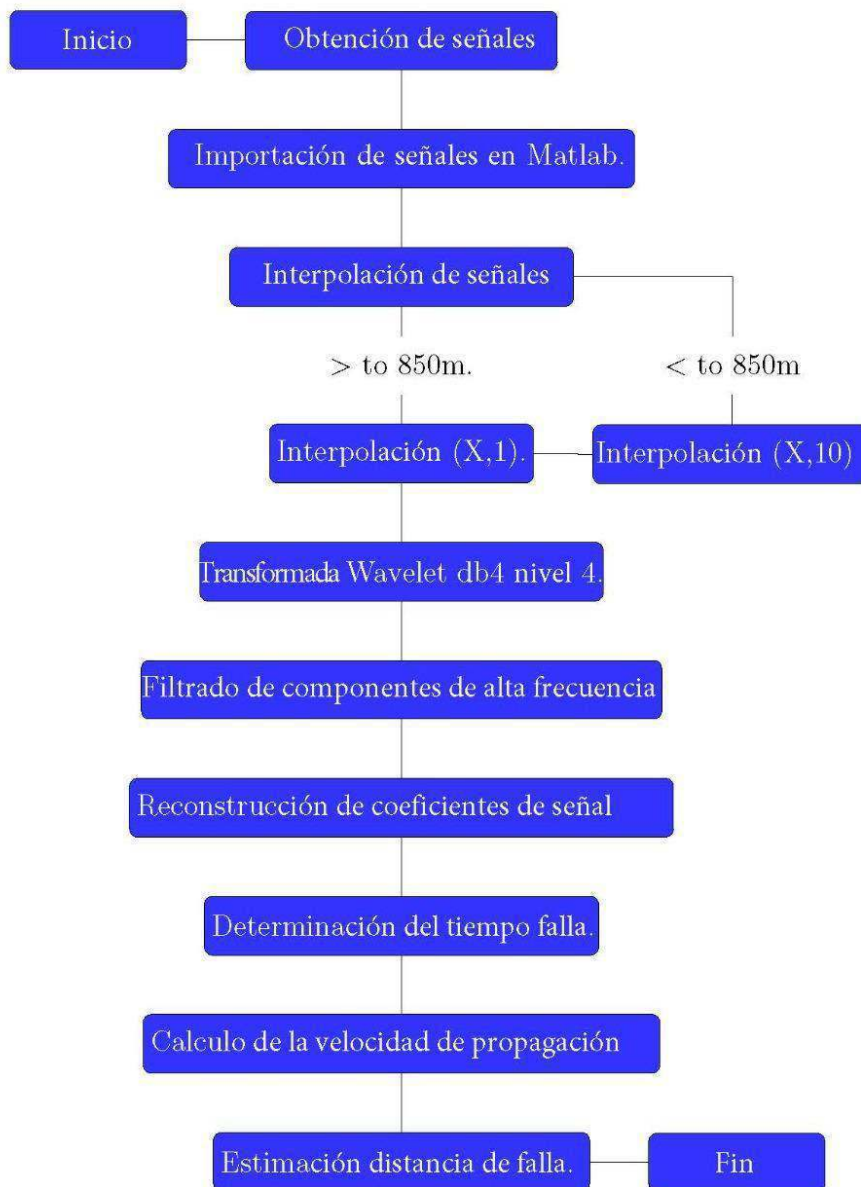 Inicio
Obtención de señales
Importación de señales en Matlab.
Interpolación de señales
> to 850m.
< to 850m
Interpolación (X,1).
Interpolación (X,10)
Transformada Wavelet db4 nivel 4.
Filtrado de componentes de alta frecuencia
Reconstrucción de coeficientes de señal
Determinación del tiempo falla.
Calculo de la velocidad de propagación
Estimación distancia de falla.
Fin